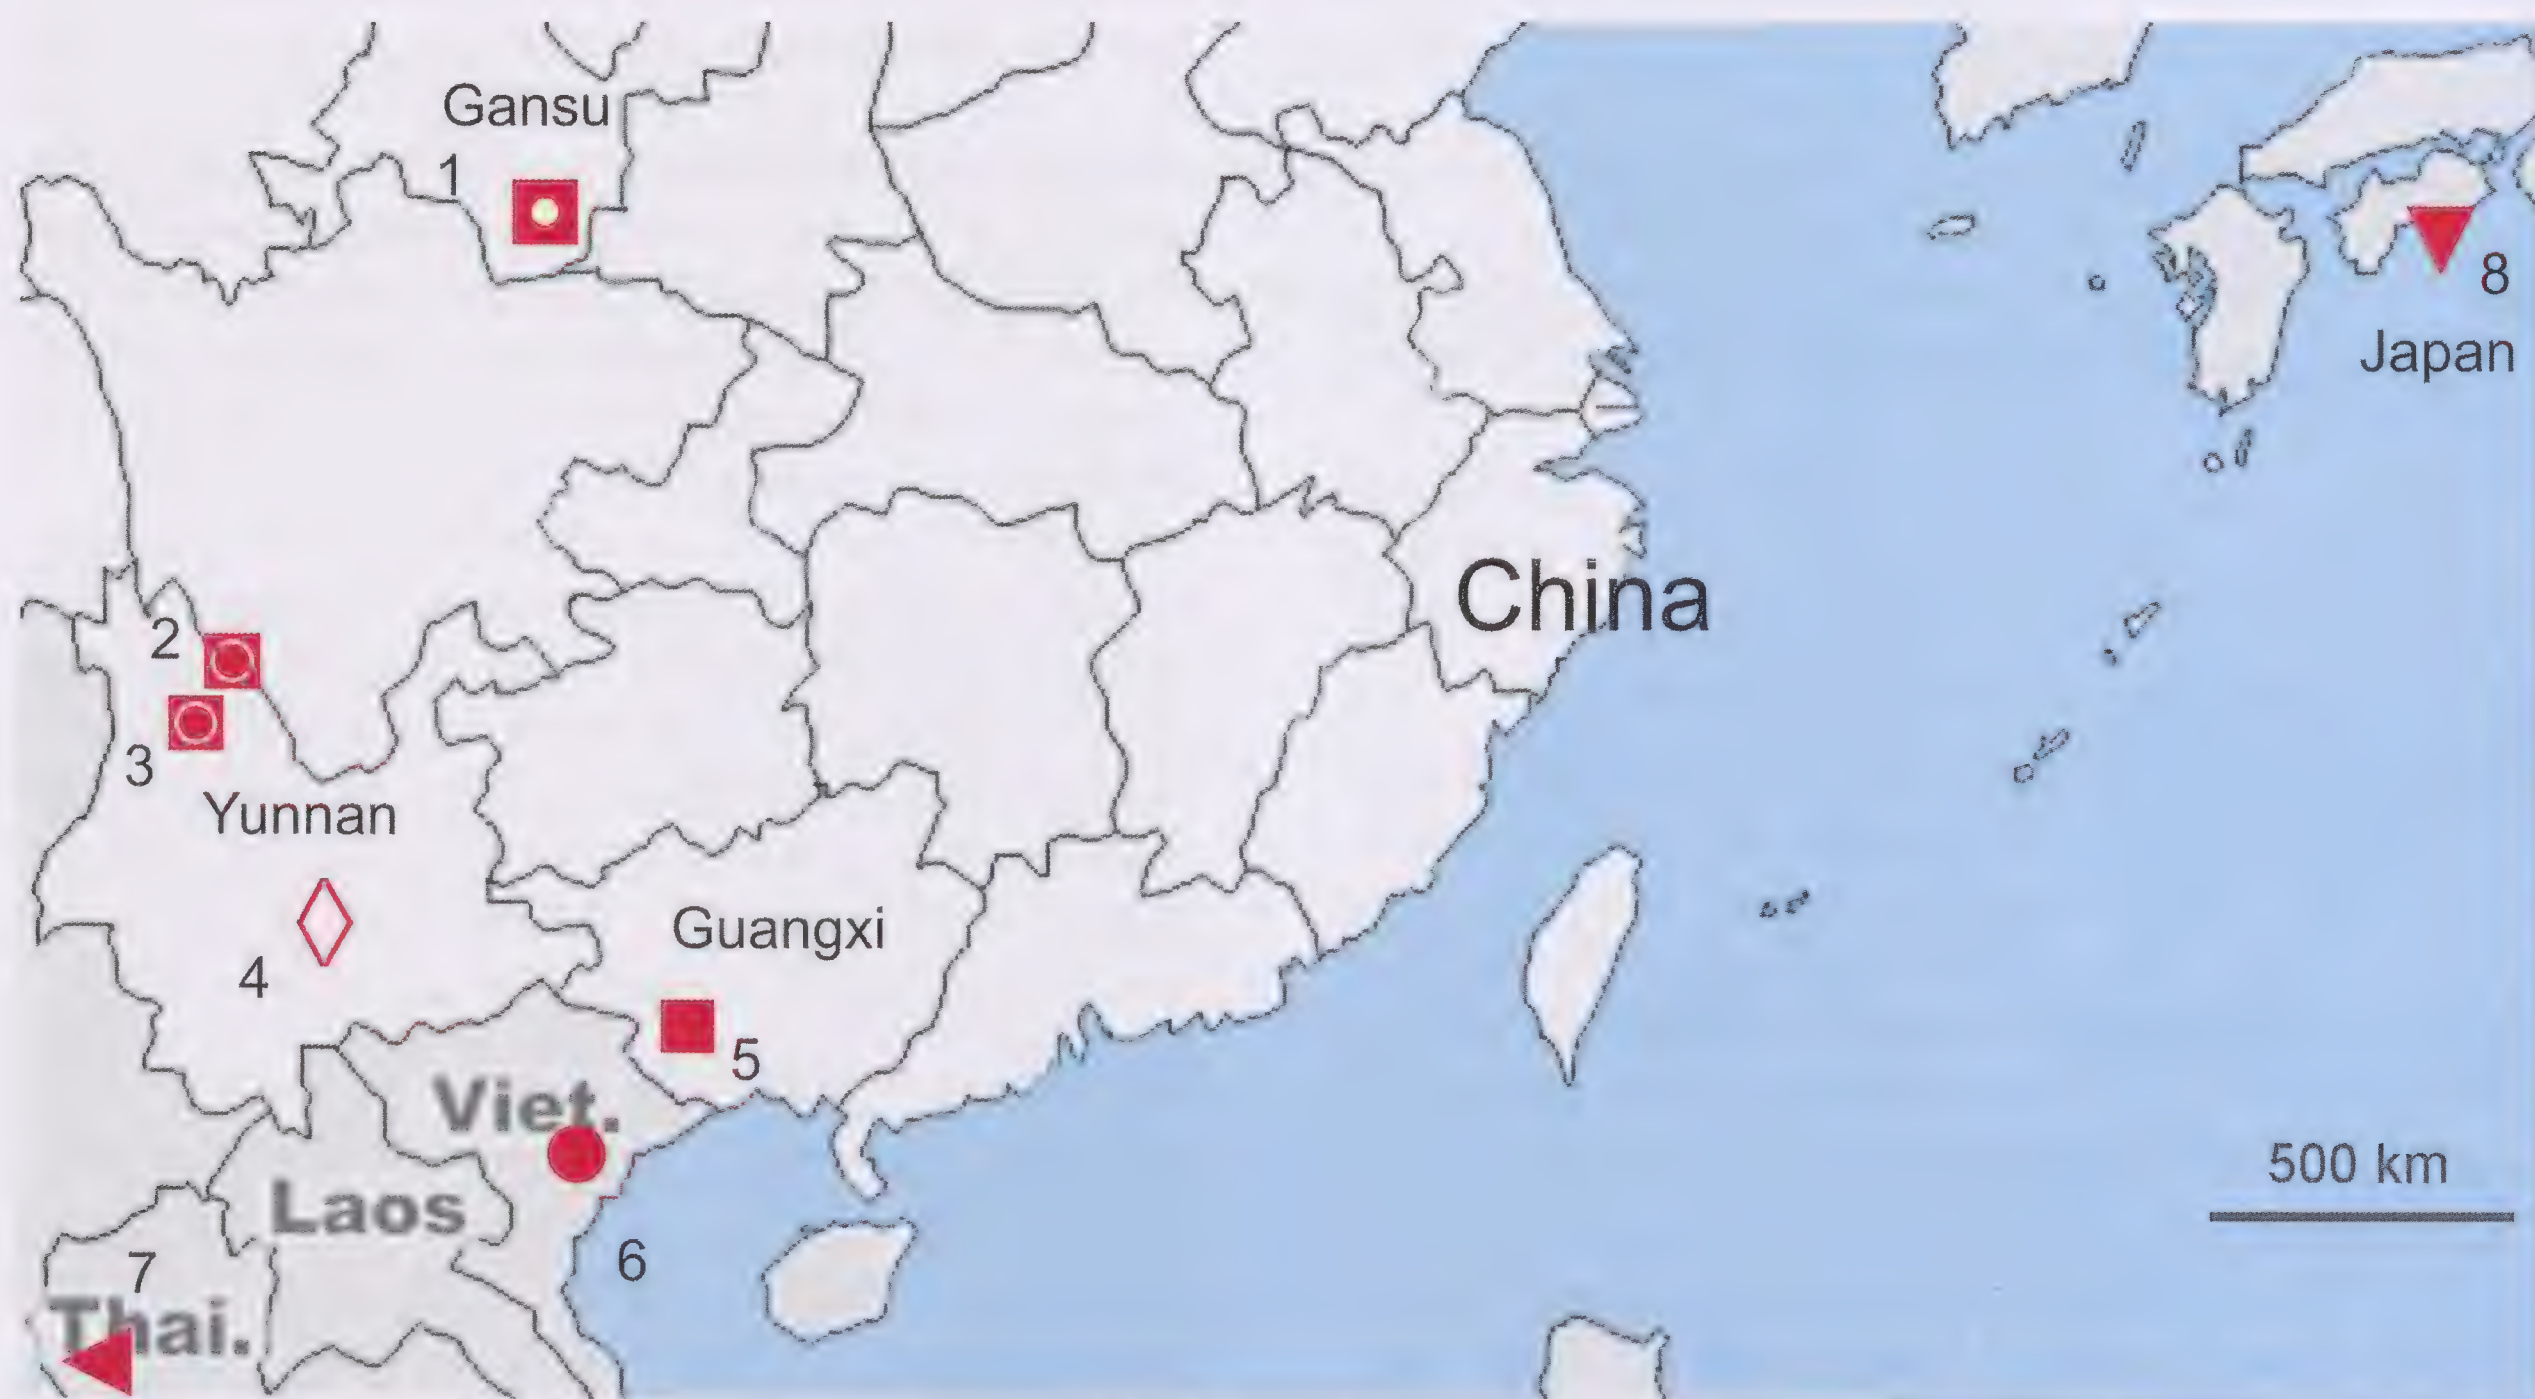 Gansu
1
8
Japan
China
2
3
Yunnan
Guangxi
4
5
Viet.
500 km
Laos
6
7
Thai.